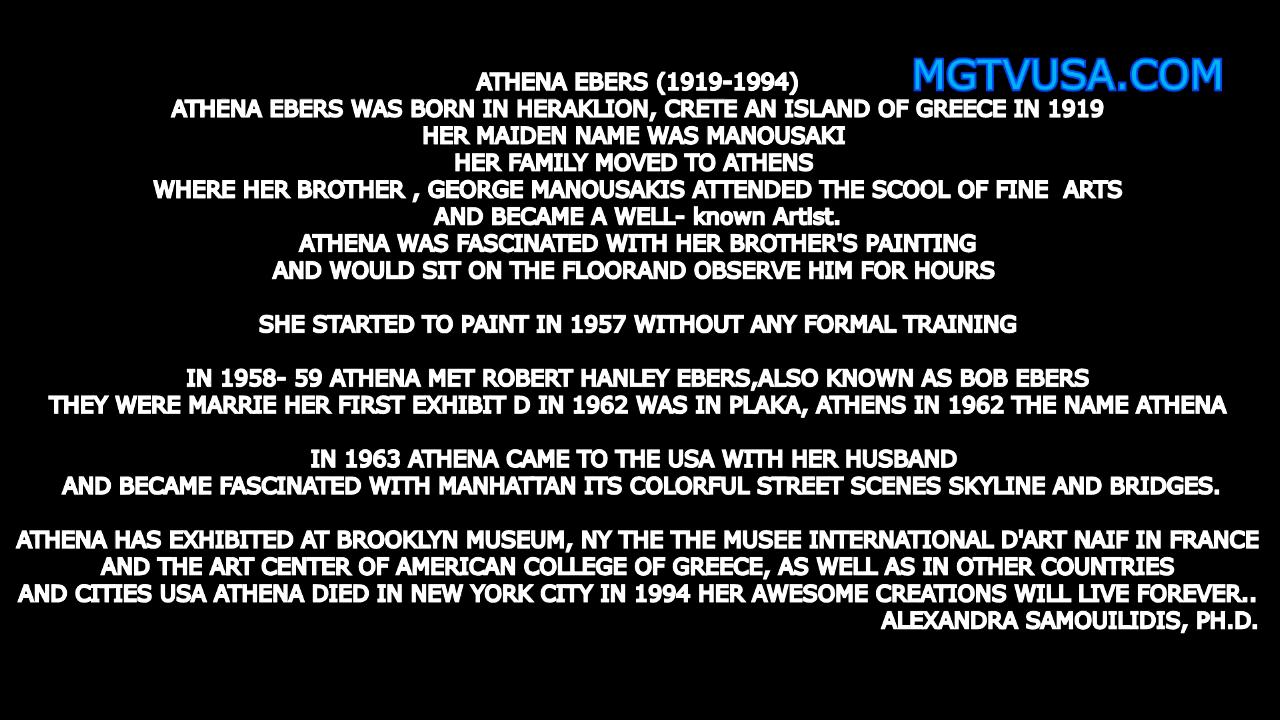 MGTVUSA.COM
ATHENA EBERS (1919-1994)
ATHENA EBERS WAS BORN IN HERAKLION, CRETE AN ISLAND OF GREECE IN 1919
HER MAIDEN NAME WAS MANOUSAKI
HER FAMILY MOVED TO ATHENS
WHERE HER BROTHER , GEORGE MANOUSAKIS ATTENDED THE SCOOL OF FINE  ARTS
AND BECAME A WELL- known Artist.
ATHENA WAS FASCINATED WITH HER BROTHER'S PAINTING
AND WOULD SIT ON THE FLOORAND OBSERVE HIM FOR HOURS
SHE STARTED TO PAINT IN 1957 WITHOUT ANY FORMAL TRAINING
IN 1958- 59 ATHENA MET ROBERT HANLEY EBERS,ALSO KNOWN AS BOB EBERS
THEY WERE MARRIE HER FIRST EXHIBIT D IN 1962 WAS IN PLAKA, ATHENS IN 1962 THE NAME ATHENA
IN 1963 ATHENA CAME TO THE USA WITH HER HUSBAND
AND BECAME FASCINATED WITH MANHATTAN ITS COLORFUL STREET SCENES SKYLINE AND BRIDGES.
ATHENA HAS EXHIBITED AT BROOKLYN MUSEUM, NY THE THE MUSEE INTERNATIONAL D'ART NAIF IN FRANCE
AND THE ART CENTER OF AMERICAN COLLEGE OF GREECE, AS WELL AS IN OTHER COUNTRIES
AND CITIES USA ATHENA DIED IN NEW YORK CITY IN 1994 HER AWESOME CREATIONS WILL LIVE FOREVER..
ALEXANDRA SAMOUILIDIS, PH.D.